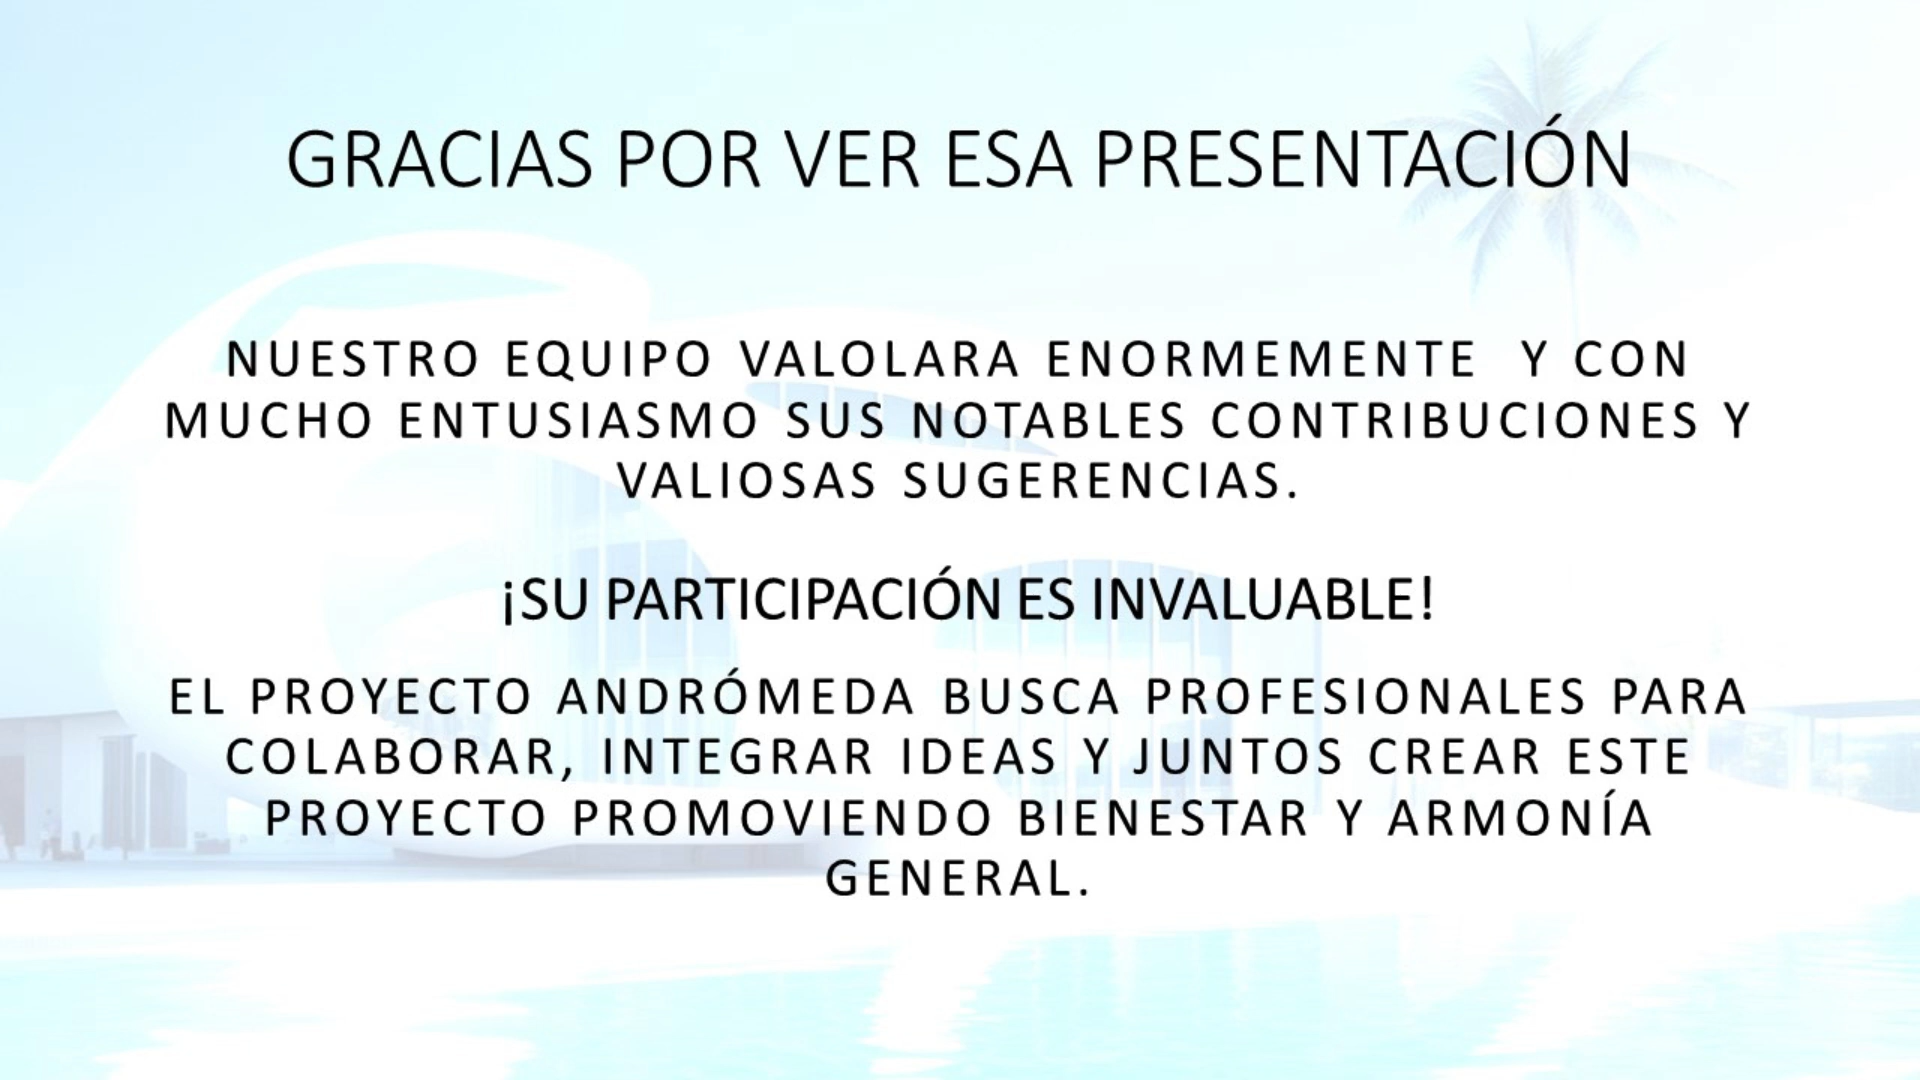 GRACIAS POR VER ESA PRESENTACIÓN
NUESTRO EQUIPO VALOLARA ENORMEMENTE  Y CON
MUCHO ENTUSIASMO SUS NOTABLES CONTRIBUCIONES Y
VALIOSAS SUGERENCIAS.
¡SU PARTICIPACIÓN ES INVALUABLE!
EL PROYECTO ANDRÓMEDA BUSCA PROFESIONALES PARA
COLABORAR, INTEGRAR IDEAS Y JUNTOS CREAR ESTE
PROYECTO PROMOVIENDO BIENESTAR Y ARMONÍA
GENERAL.